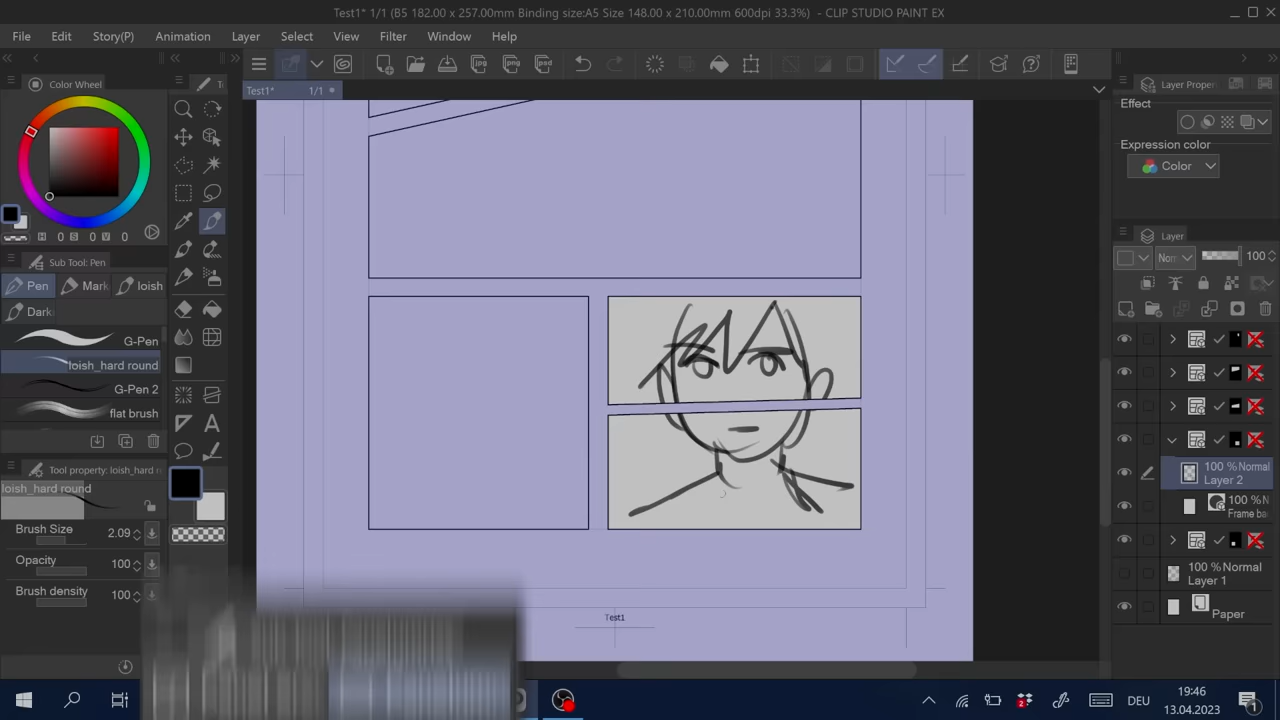 Test1* 1/1 (B5 182.00 x 257.00mm Binding size:A5 Size 148.00 x 210.00mm 600dpi 33.3%) - CLIP STUDIO PAINT EX
File Edit Story(P) Animation Layer Select View Filter Window Help
Color Wheel
Test1* 1/1
Layer Proper
Effect
Expression color
Color
H 0 S 0 V 0
Sub Tool: Pen
Pen Mark loish
Dark
G-Pen
loish_hard round
G-Pen 2
flat brush
Tool property: loish_hard r
loish_hard round
Brush Size 2.09
Opacity 100
Brush density 100
Layer
Nor 100
100 % Normal
Layer 2
100 % N
Frame ba
100 % Normal
Layer 1
Paper
Test1
2
DEU
19:46
13.04.2023
1